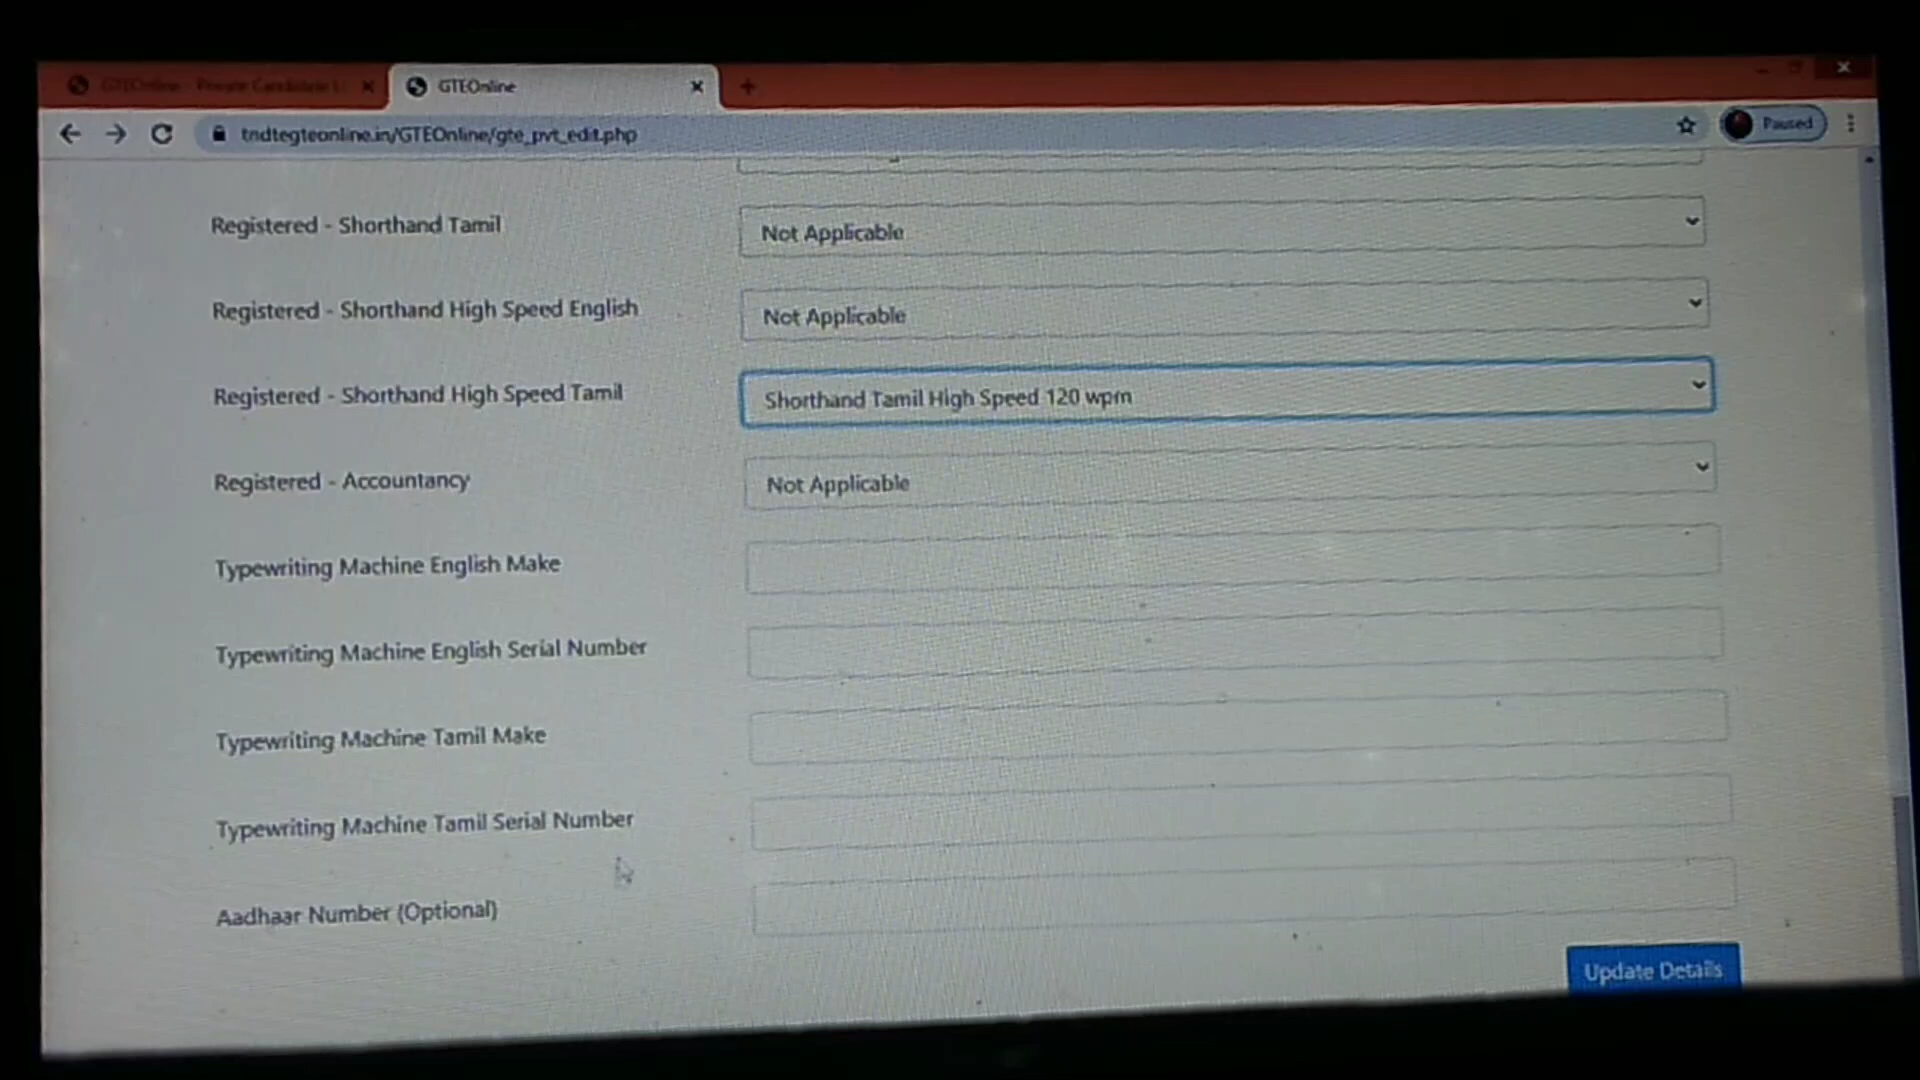 GTEOnline - Private Candidate
GTEOnline
tndtegteonline.in/GTEOnline/gte_pvt_edit.php
Paused
Registered - Shorthand Tamil
Not Applicable
Registered - Shorthand High Speed English
Not Applicable
Registered - Shorthand High Speed Tamil
Shorthand Tamil High Speed 120 wpm
Registered - Accountancy
Not Applicable
Typewriting Machine English Make
Typewriting Machine English Serial Number
Typewriting Machine Tamil Make
Typewriting Machine Tamil Serial Number
Aadhaar Number (Optional)
Update Details